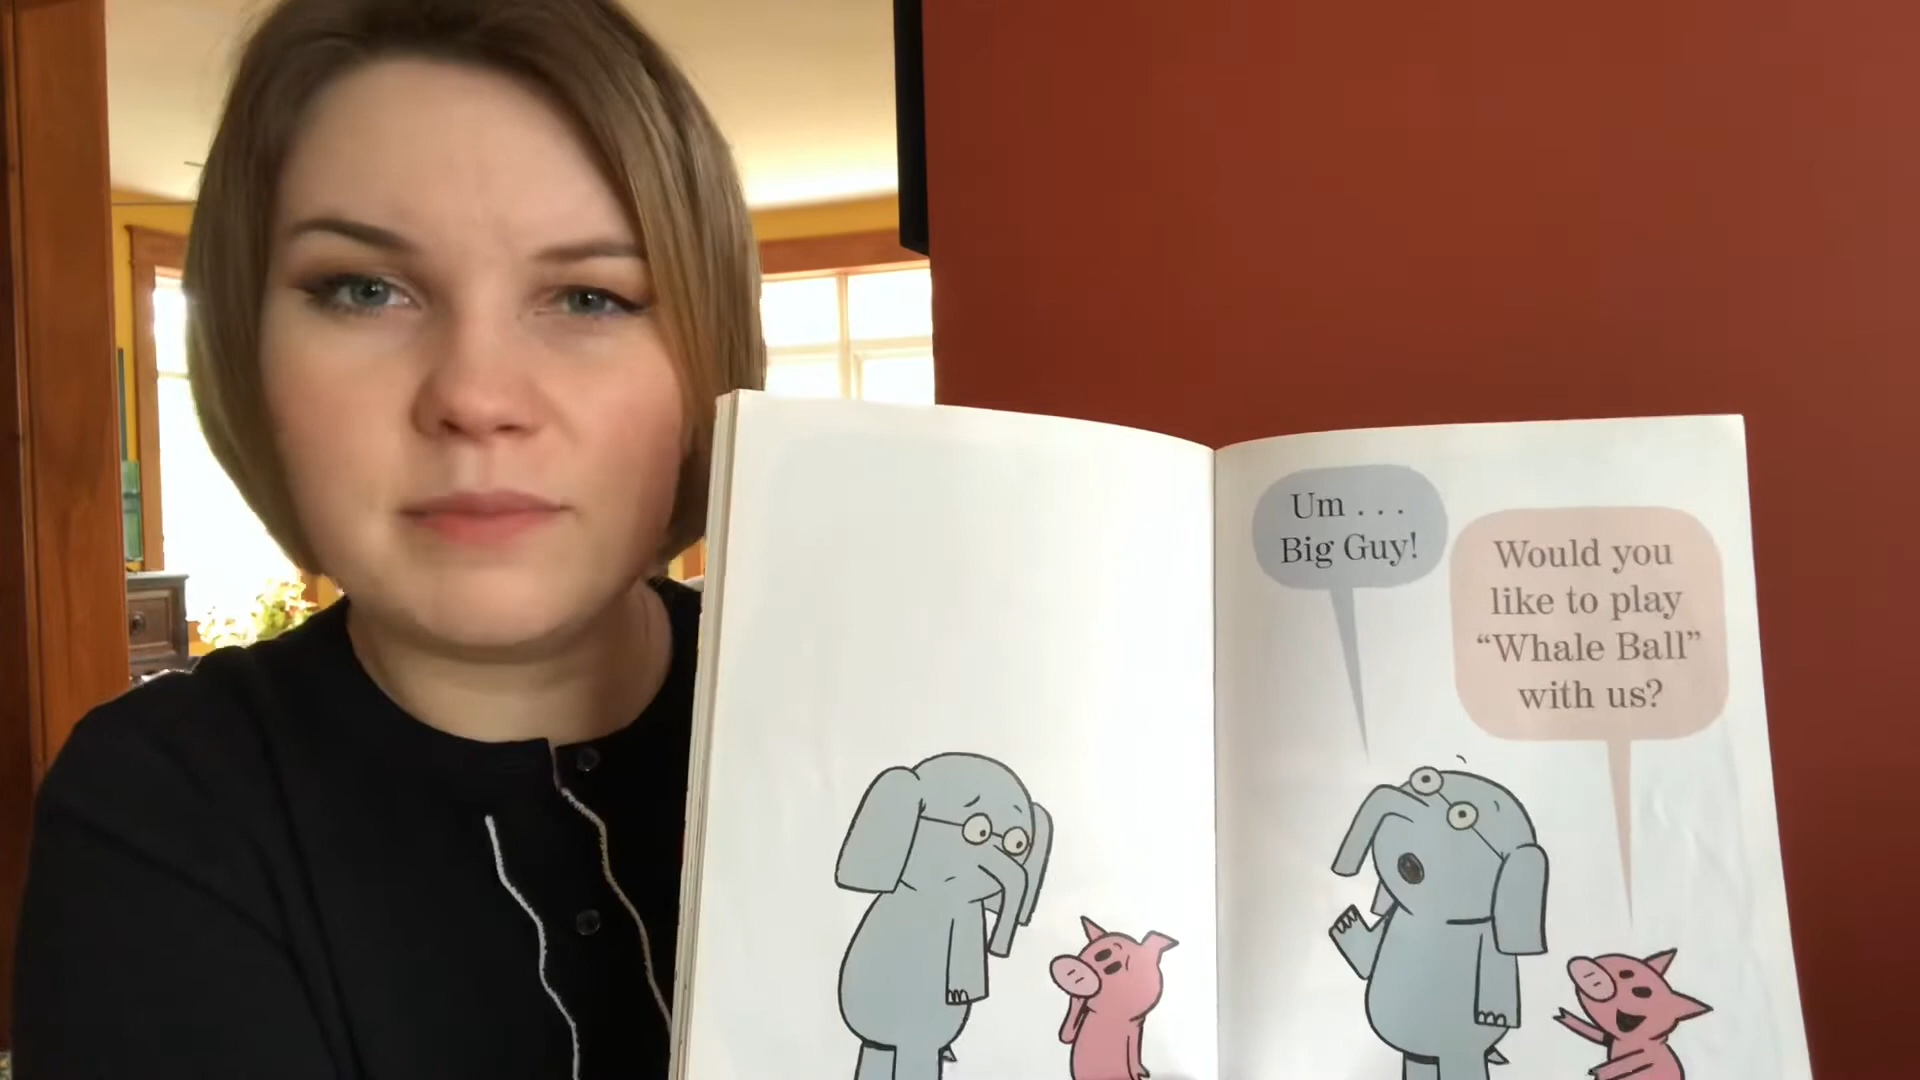 Um . . .
Big Guy!
Would you
like to play
“Whale Ball”
with us?